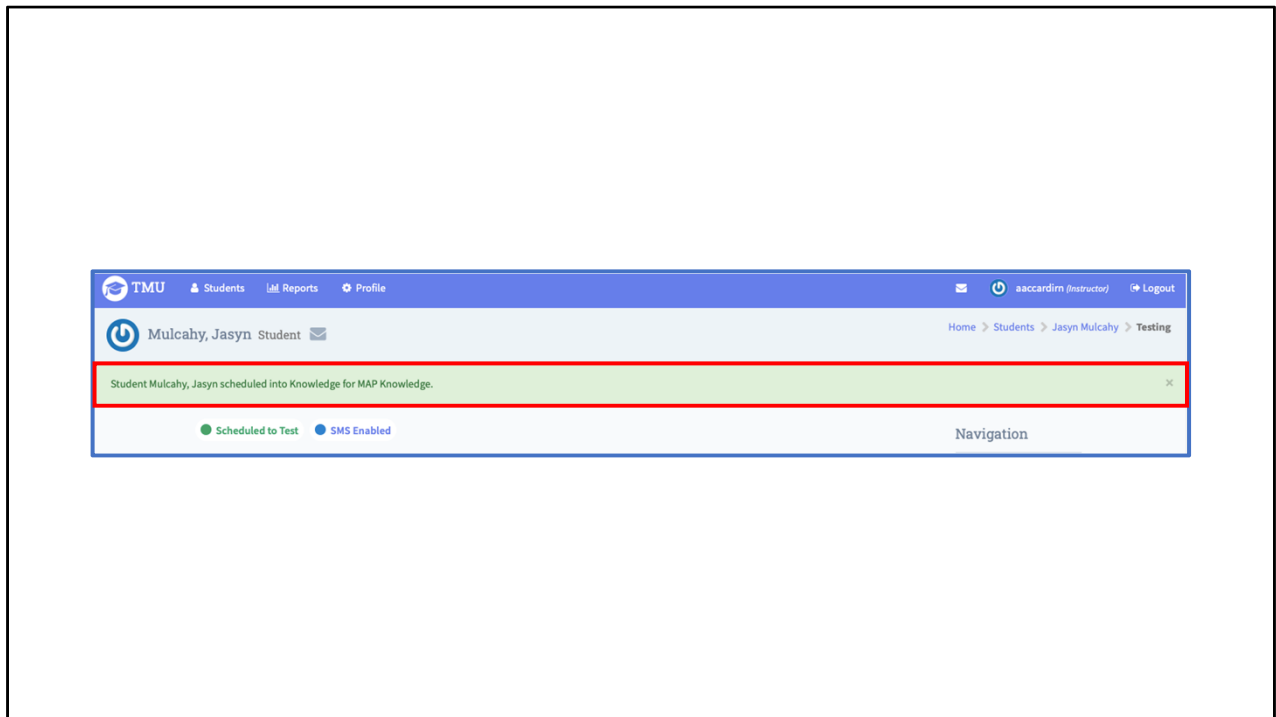 TMU Students Reports Profile aaccardirn (Instructor) Logout
Mulcahy, Jasyn Student Home > Students > Jasyn Mulcahy > Testing
Student Mulcahy, Jasyn scheduled into Knowledge for MAP Knowledge. ×
Scheduled to Test SMS Enabled
Navigation